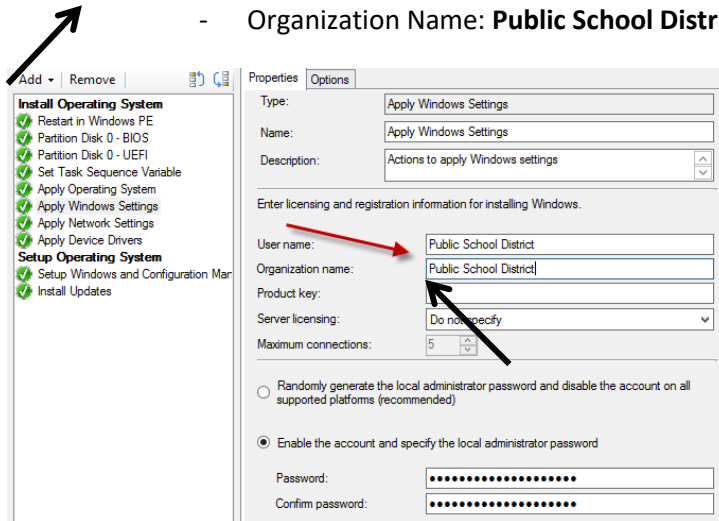 - Organization Name: Public School Distr
Add Remove
Install Operating System
Restart in Windows PE
Partition Disk 0 - BIOS
Partition Disk 0 - UEFI
Set Task Sequence Variable
Apply Operating System
Apply Windows Settings
Apply Network Settings
Apply Device Drivers
Setup Operating System
Setup Windows and Configuration Mar
Install Updates
Properties Options
Type: Apply Windows Settings
Name: Apply Windows Settings
Description: Actions to apply Windows settings
Enter licensing and registration information for installing Windows.
User name: Public School District
Organization name: Public School District
Product key:
Server licensing: Do not specify
Maximum connections: 5
Randomly generate the local administrator password and disable the account on all
supported platforms (recommended)
Enable the account and specify the local administrator password
Password: ●●●●●●●●●●●●●●●●●●●●
Confirm password: ●●●●●●●●●●●●●●●●●●●●